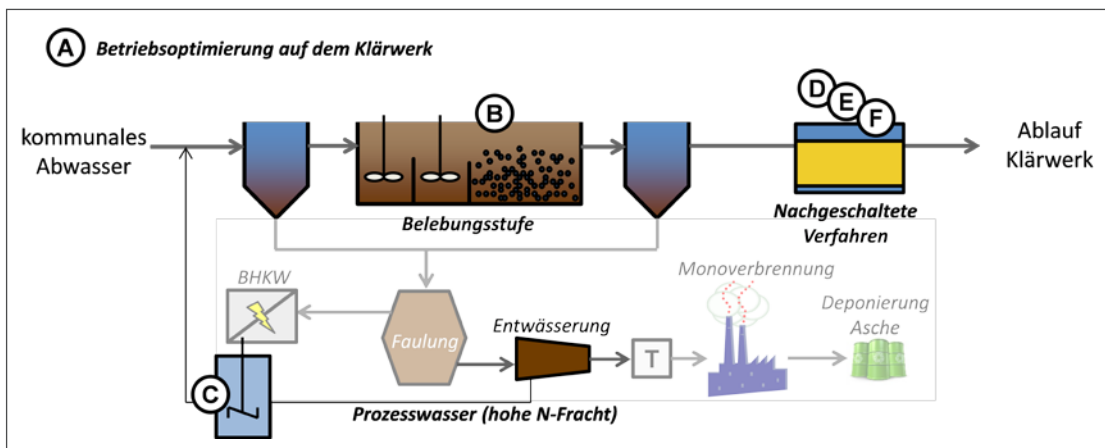 A Betriebsoptimierung auf dem Klärwerk
B
D
E
F
kommunales
Abwasser
Ablauf
Klärwerk
Belebungsstufe
Nachgeschaltete
Verfahren
BHKW
Monoverbrennung
Deponierung
Asche
Faulung
Entwässerung
T
C
Prozesswasser (hohe N-Fracht)